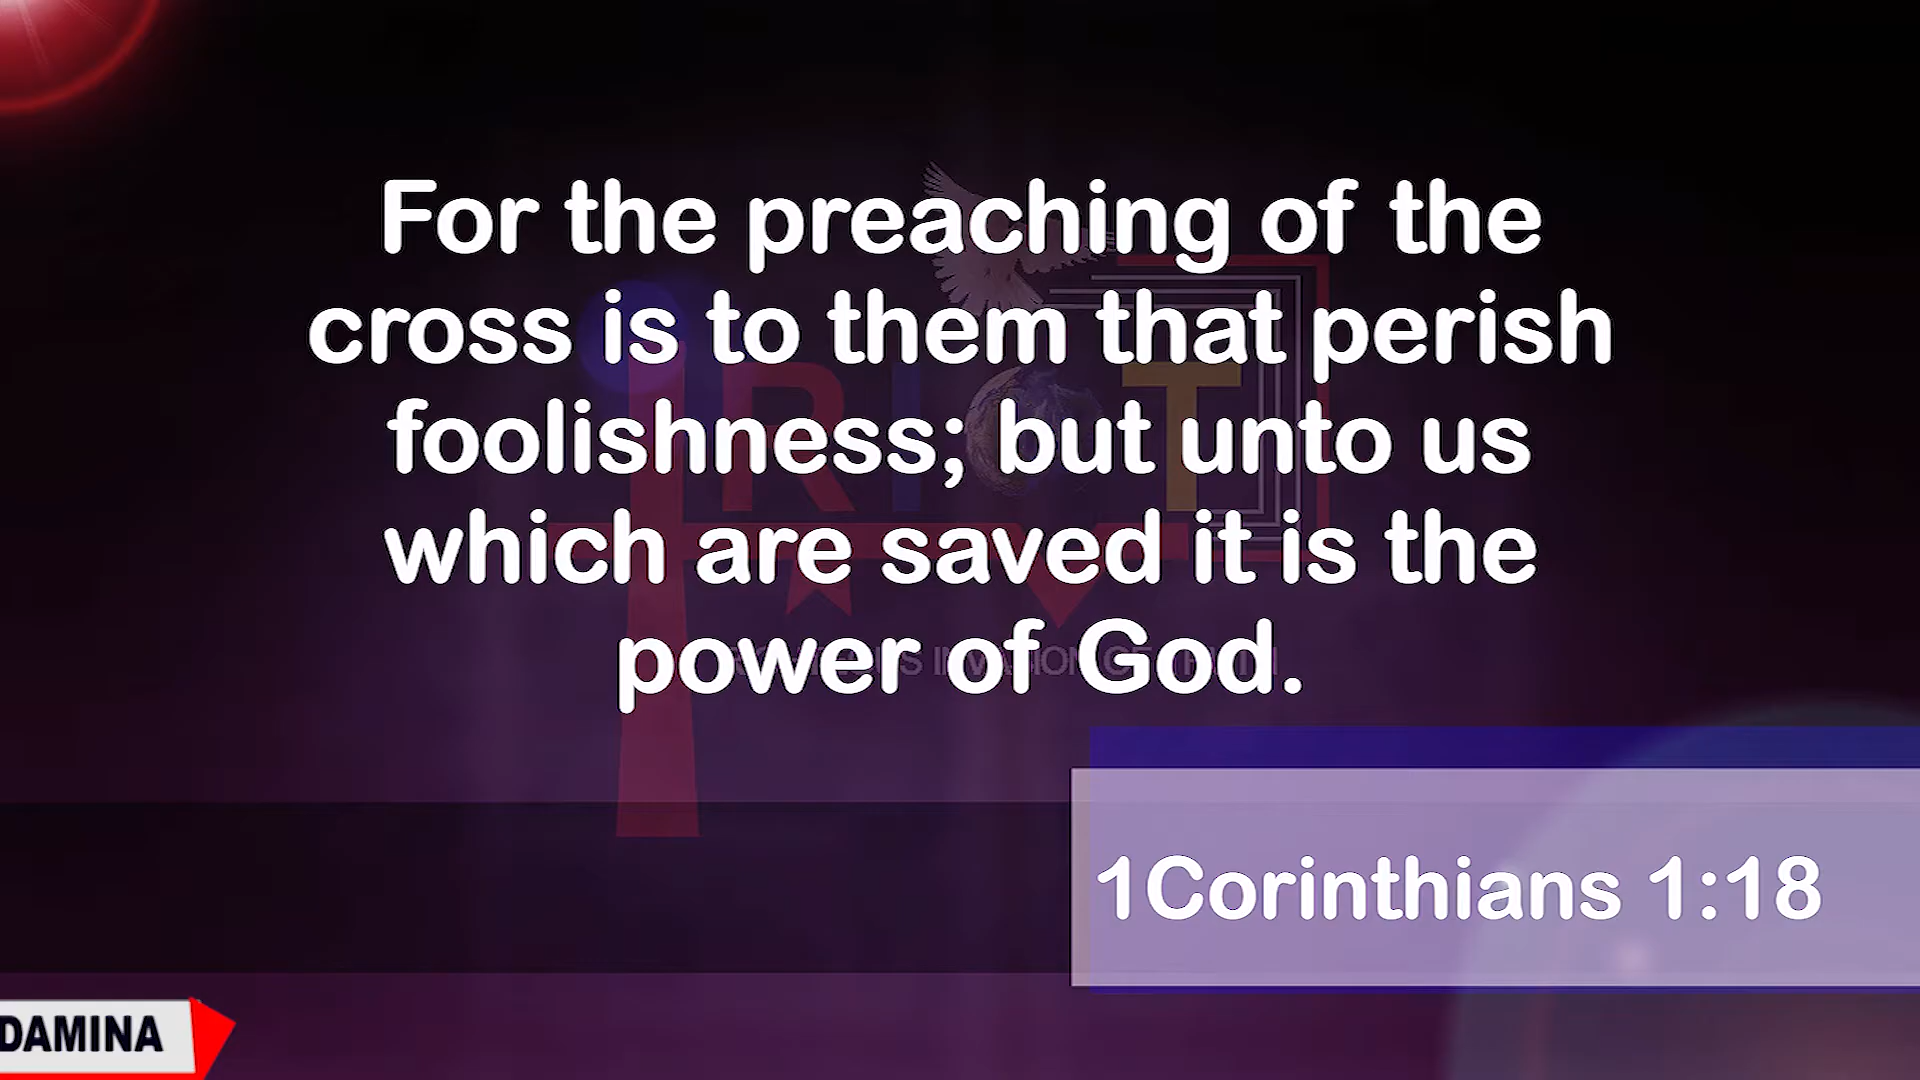 For the preaching of the
cross is to them that perish
foolishness; but unto us
which are saved it is the
power of God.
1Corinthians 1:18
DAMINA